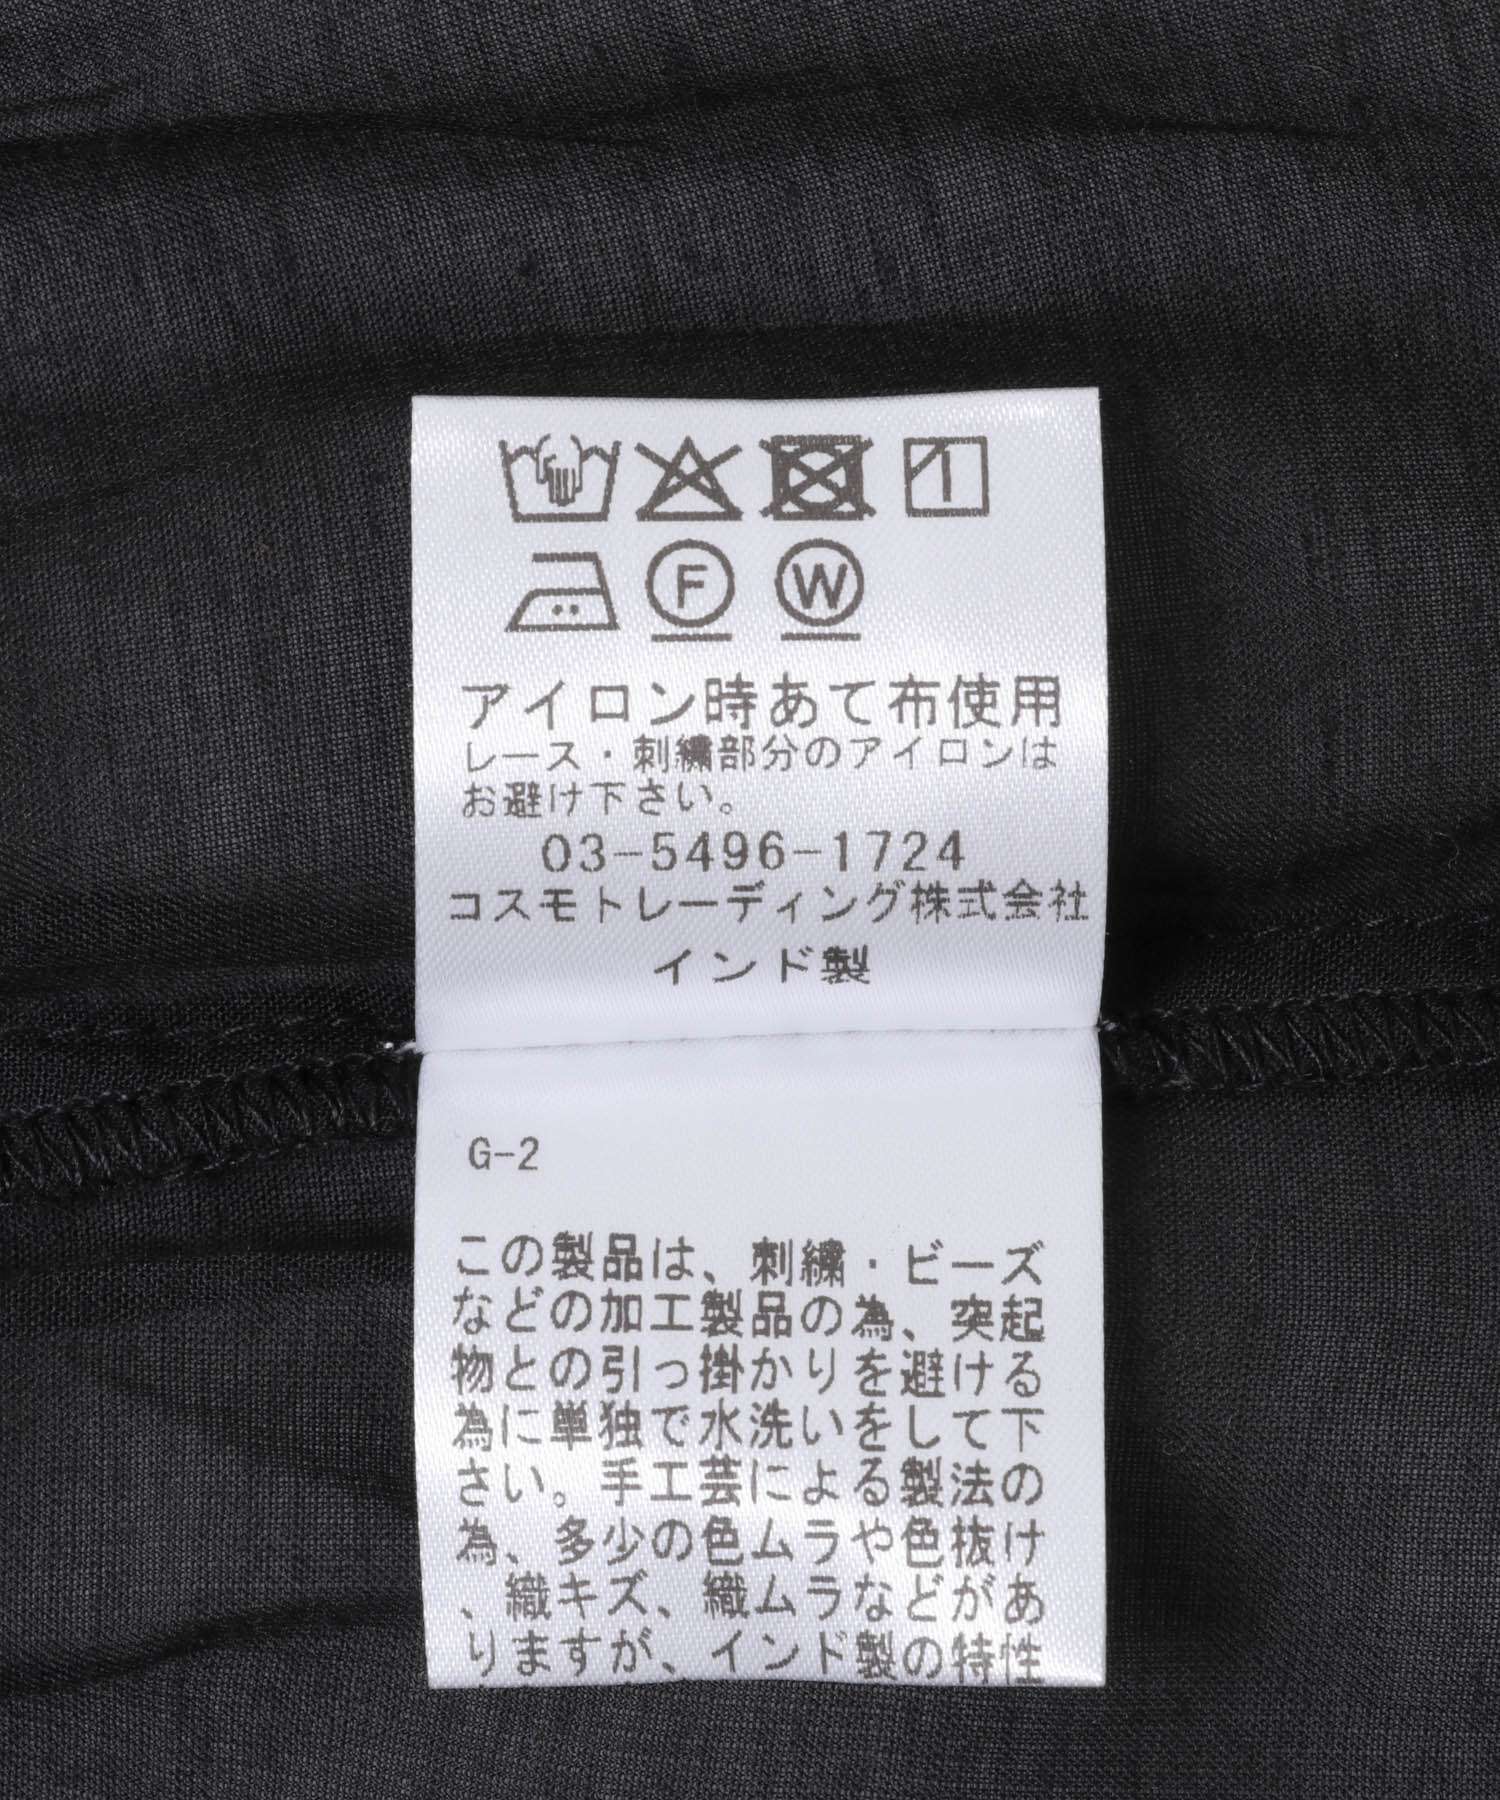 1
F W
アイロン時あて布使用
レース・刺繍部分のアイロンは
お避け下さい。
03-5496-1724
コスモトレーディング株式会社
インド製
G-2
この製品は、刺繍・ビーズ
などの加工製品の為、突起
物との引っ掛かりを避ける
為に単独で水洗いをして下
さい。手工芸による製法の
為、多少の色ムラや色抜け
、織キズ、織ムラなどがあ
りますが、インド製の特性